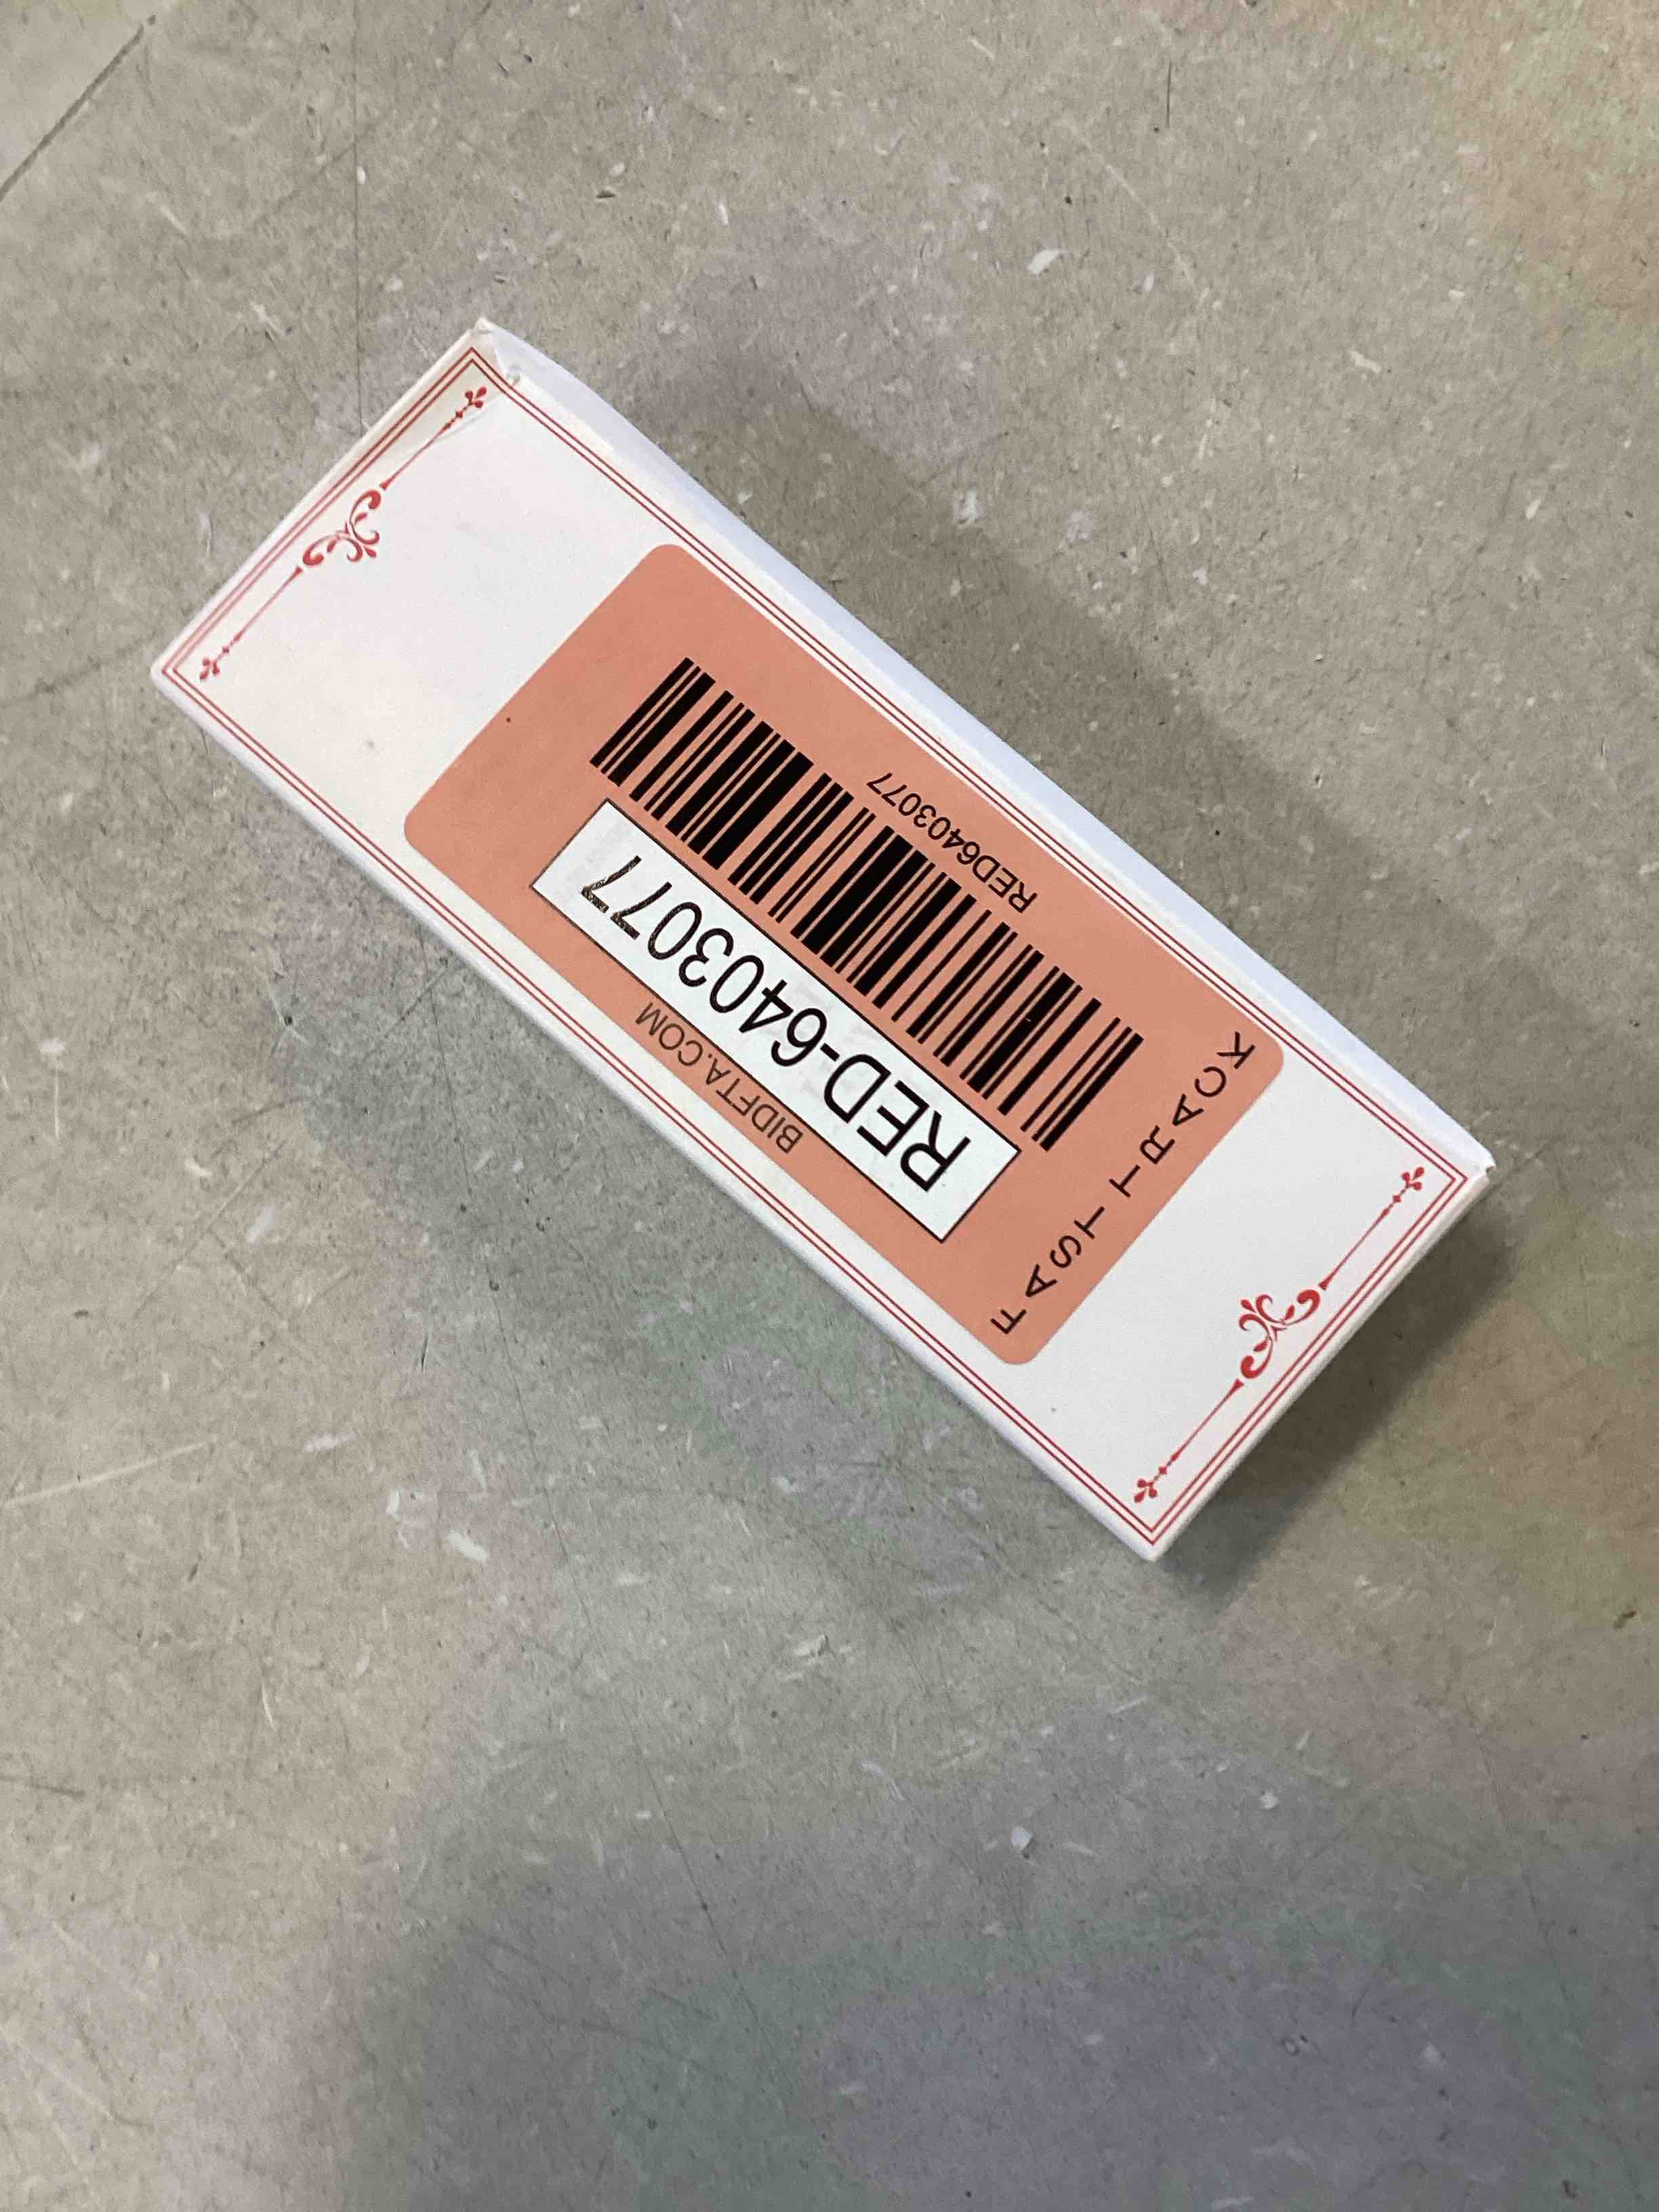 BIDFTA.COM
RED-6403077
RED6403077
FAST TRACK